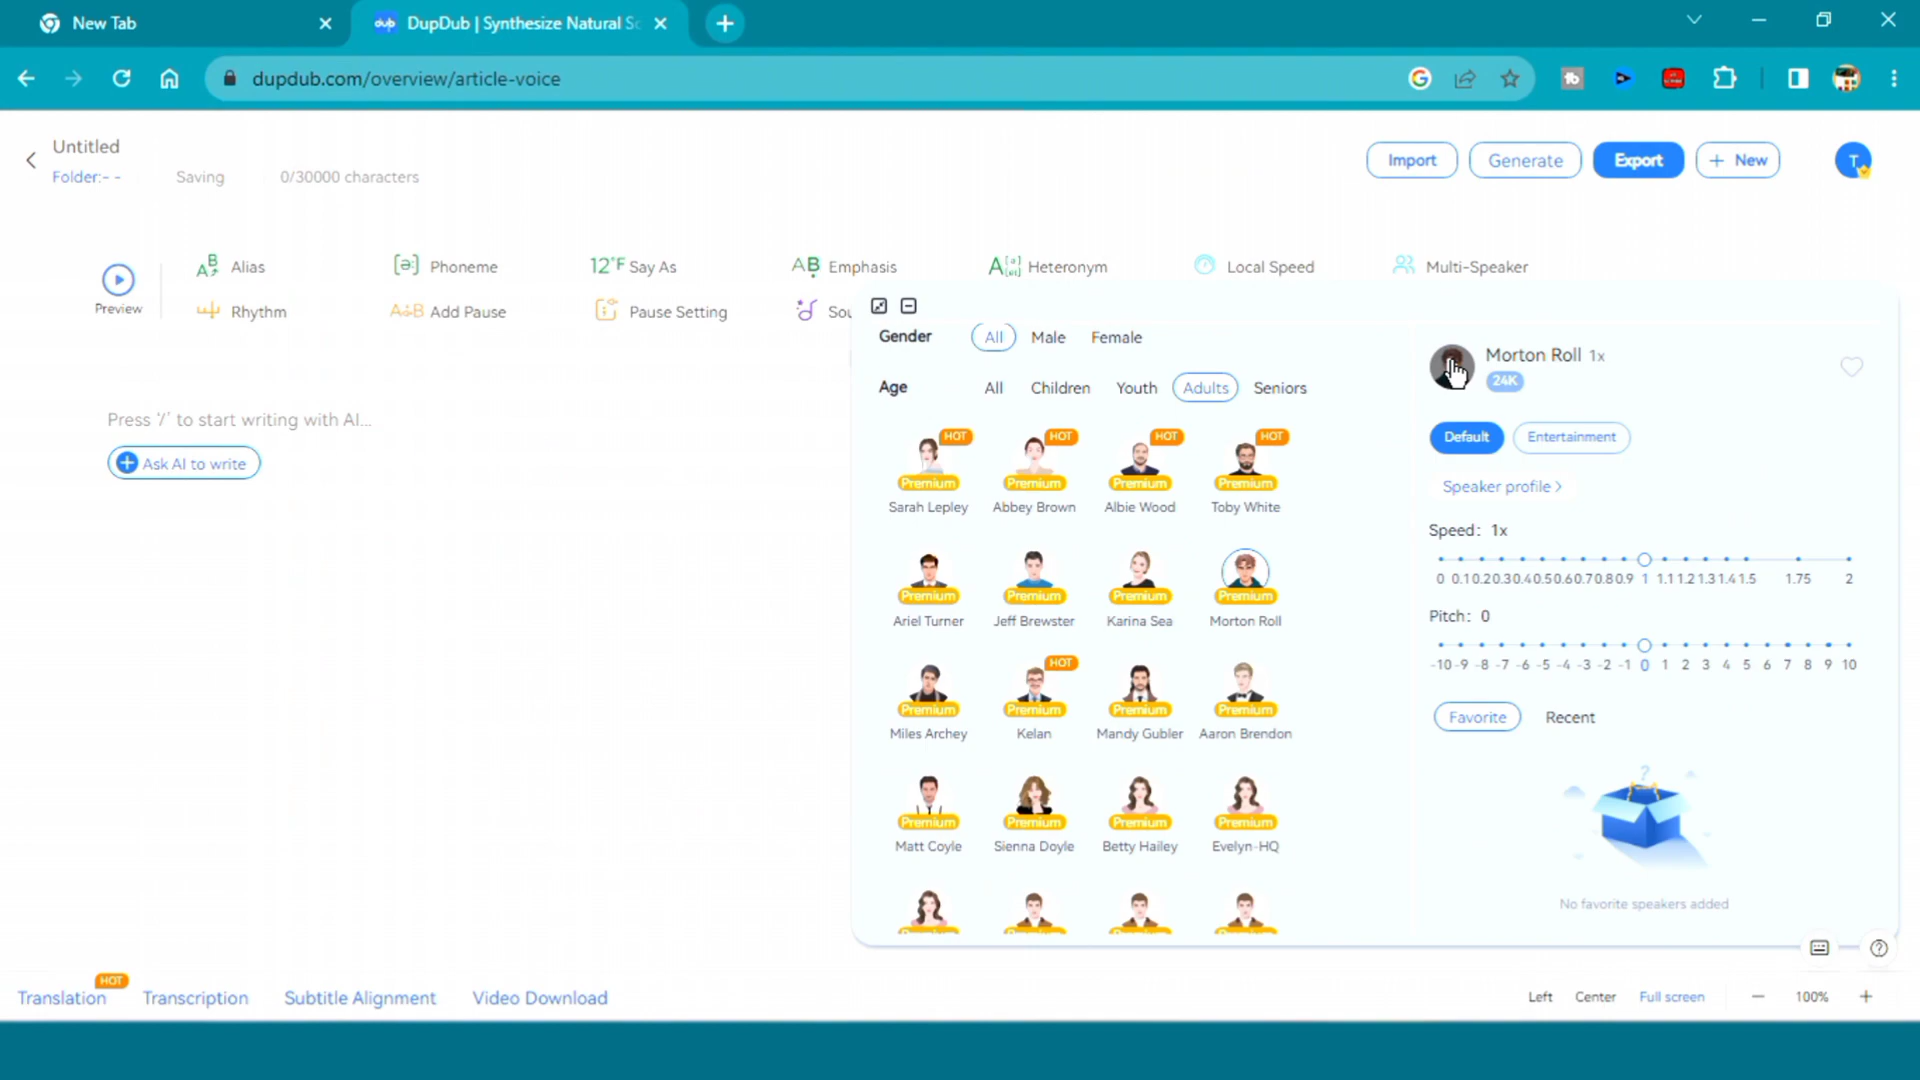 New Tab
dub DupDub | Synthesize Natural Sc
dupdub.com/overview/article-voice
Untitled
Folder:- -
Saving
0/30000 characters
Import
Generate
Export
+ New
T
Preview
Alias
Phoneme
12°F Say As
Emphasis
Heteronym
Local Speed
Multi-Speaker
Rhythm
Add Pause
Pause Setting
Sou
Press '/' to start writing with AI...
Ask AI to write
Gender
All
Male
Female
Age
All
Children
Youth
Adults
Seniors
HOT
HOT
HOT
HOT
Premium
Premium
Premium
Premium
Sarah Lepley
Abbey Brown
Albie Wood
Toby White
Premium
Premium
Premium
Premium
Ariel Turner
Jeff Brewster
Karina Sea
Morton Roll
HOT
Premium
Premium
Premium
Premium
Miles Archey
Kelan
Mandy Gubler
Aaron Brendon
Premium
Premium
Premium
Premium
Matt Coyle
Sienna Doyle
Betty Hailey
Evelyn-HQ
Morton Roll 1x
24K
Default
Entertainment
Speaker profile >
Speed: 1x
0 0.1 0.2 0.3 0.4 0.5 0.6 0.7 0.8 0.9 1 1.1 1.2 1.3 1.4 1.5 1.75 2
Pitch: 0
-10 -9 -8 -7 -6 -5 -4 -3 -2 -1 0 1 2 3 4 5 6 7 8 9 10
Favorite
Recent
No favorite speakers added
HOT
Translation
Transcription
Subtitle Alignment
Video Download
Left
Center
Full screen
100%